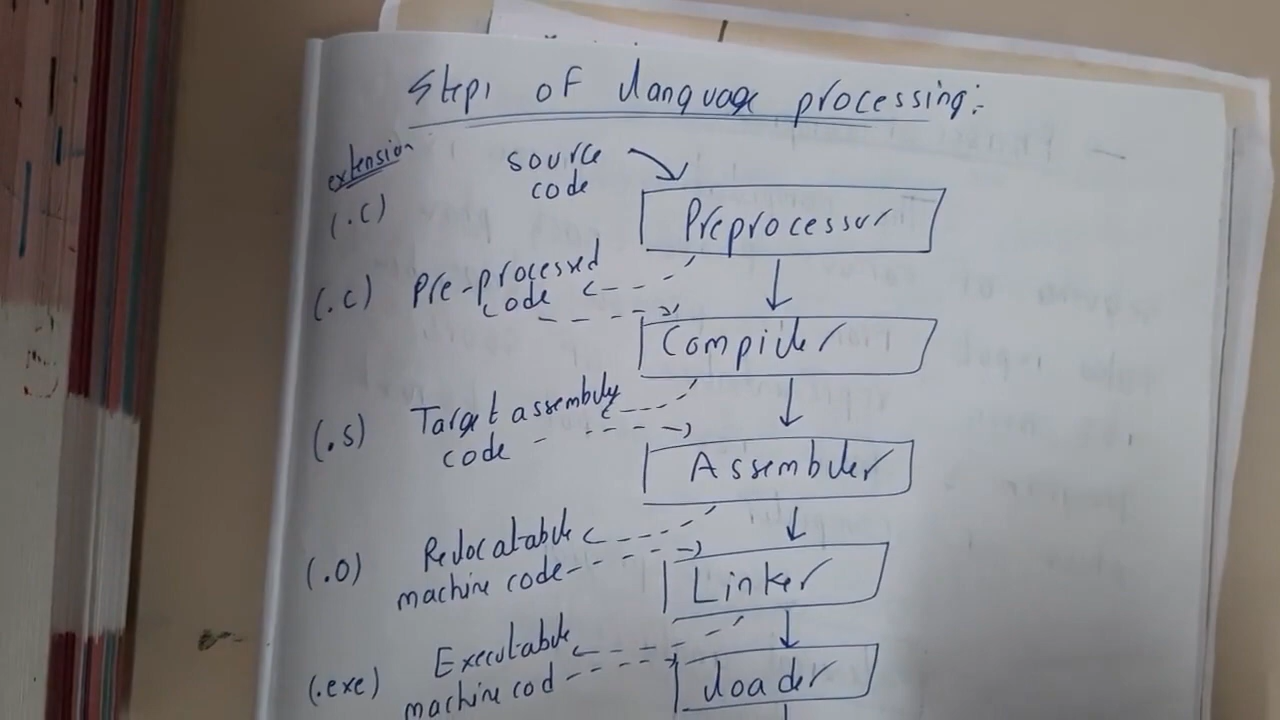 Steps of language processing:-
extension
source
code
(.c)
Preprocessor
(.c) Pre-processed
code
Compiler
(.s) Target assembly
code
Assembler
(.o) Relocatable
machine code
Linker
(.exe) Executable
machine cod
loader